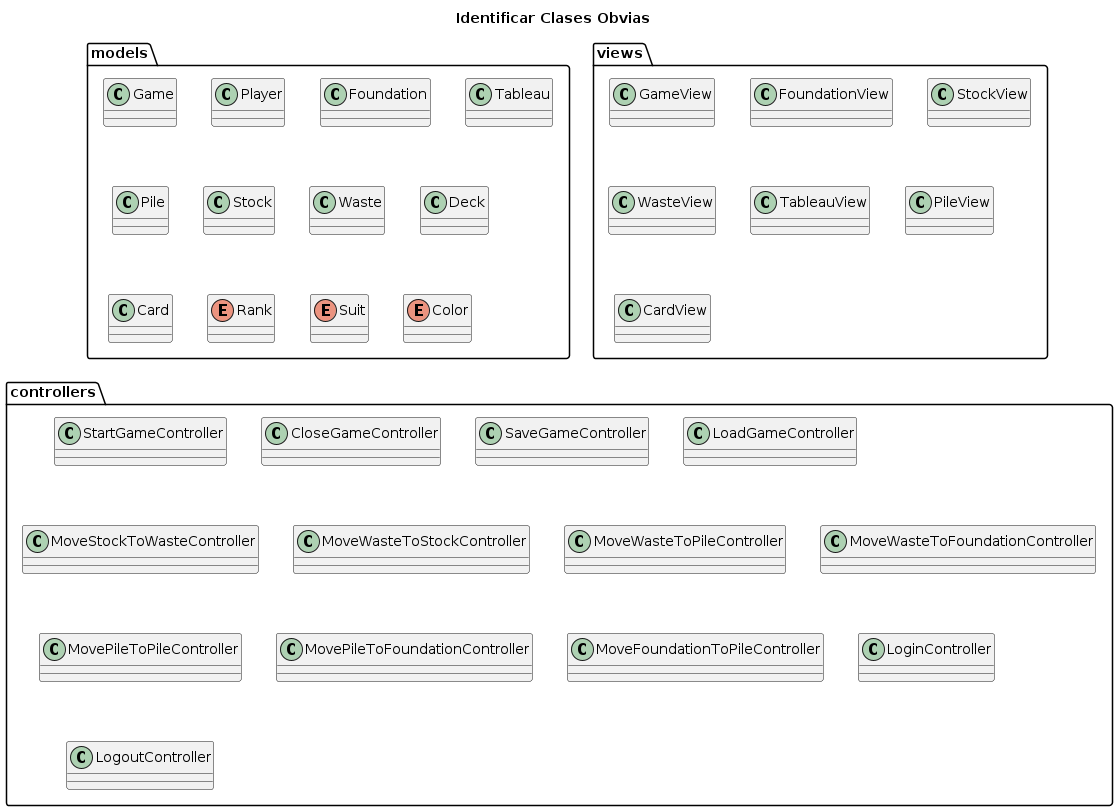 Identificar Clases Obvias
models
C Game C Player C Foundation C Tableau
C Pile C Stock C Waste C Deck
C Card E Rank E Suit E Color
views
C GameView C FoundationView C StockView
C WasteView C TableauView C PileView
C CardView
controllers
C StartGameController C CloseGameController C SaveGameController C LoadGameController
C MoveStockToWasteController C MoveWasteToStockController C MoveWasteToPileController C MoveWasteToFoundationController
C MovePileToPileController C MovePileToFoundationController C MoveFoundationToPileController C LoginController
C LogoutController